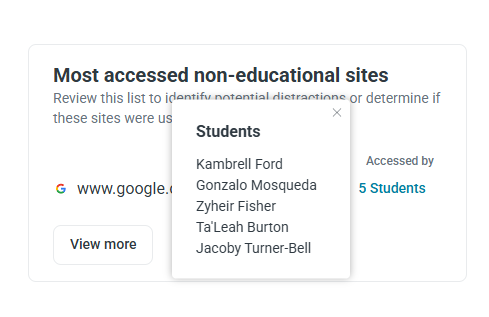 Most accessed non-educational sites
Review this list to identify potential distractions or determine if
these sites were us
Students
Accessed by
Kambrell Ford
Gonzalo Mosqueda
www.google.
5 Students
Zyheir Fisher
Ta'Leah Burton
View more
Jacoby Turner-Bell